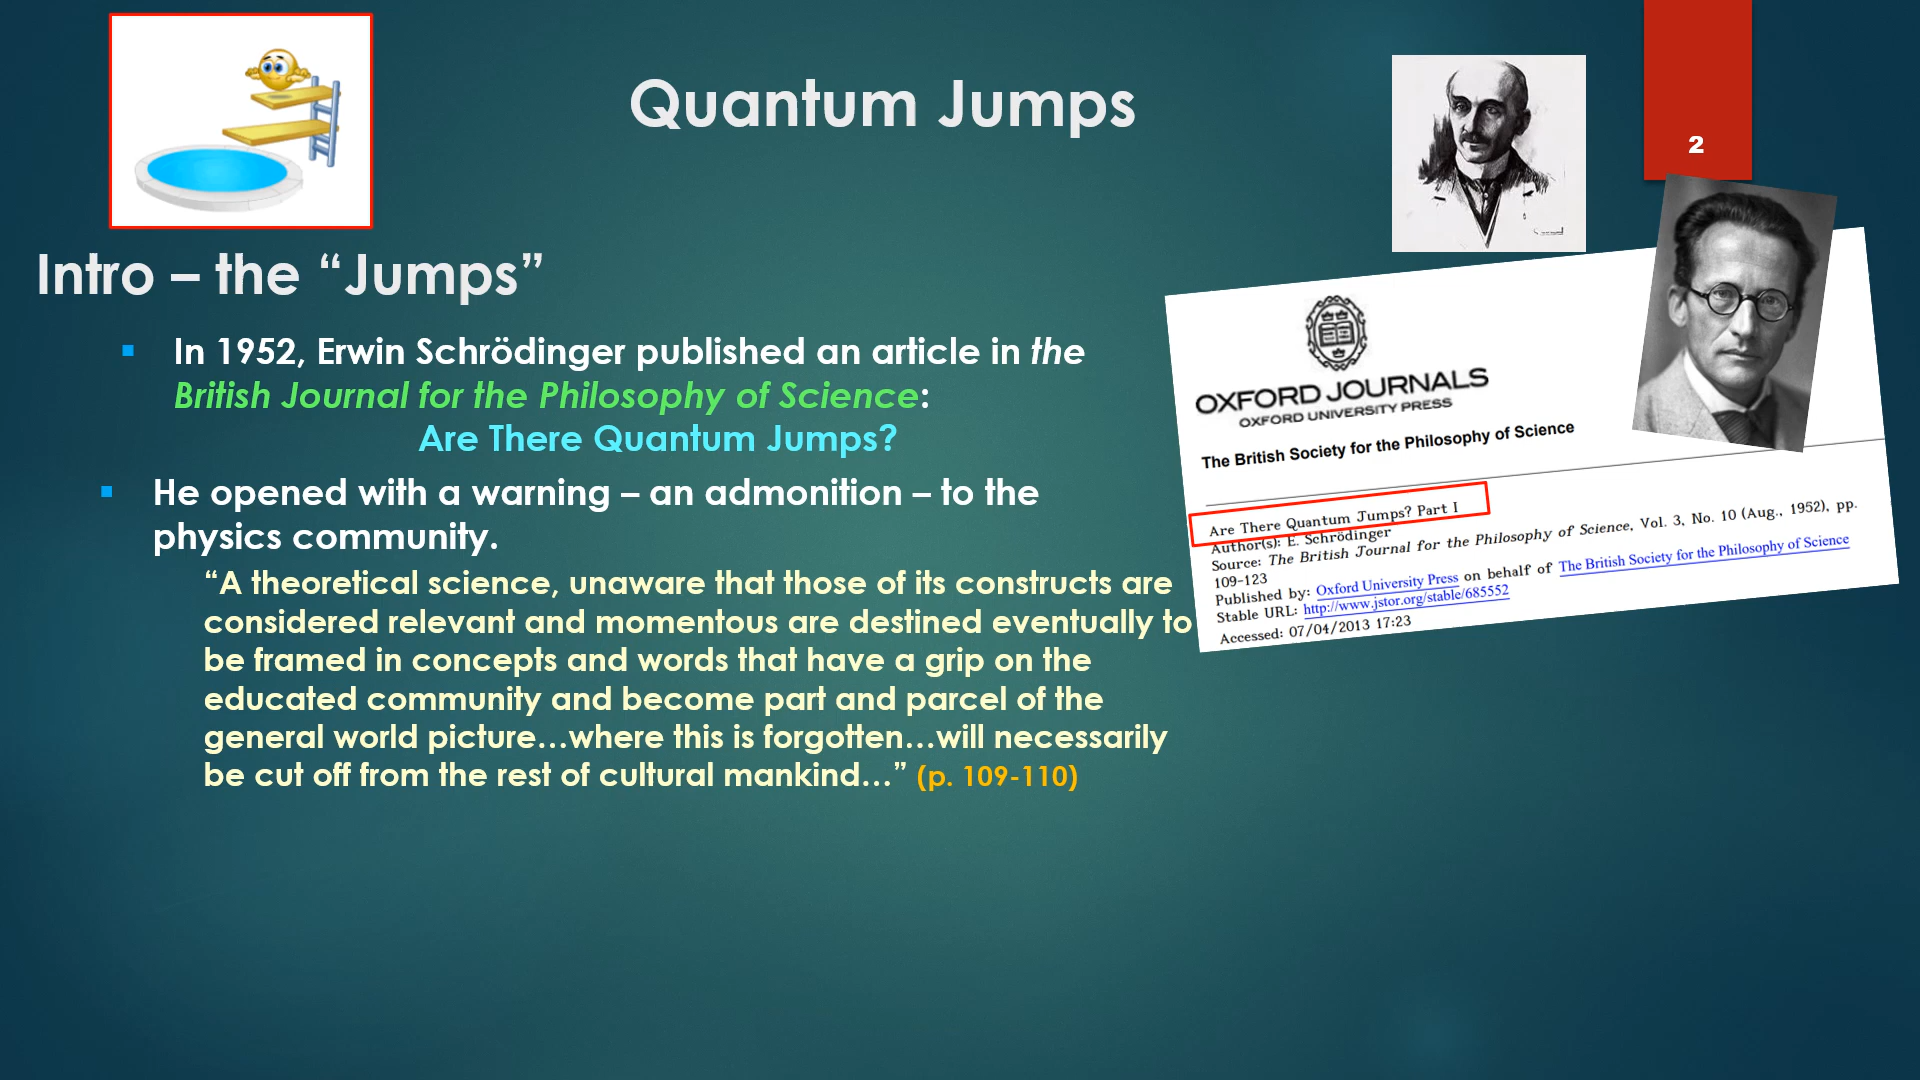 Quantum Jumps
2
Intro – the “Jumps”
▪ In 1952, Erwin Schrödinger published an article in the
British Journal for the Philosophy of Science:
Are There Quantum Jumps?
▪ He opened with a warning – an admonition – to the
physics community.
“A theoretical science, unaware that those of its constructs are
considered relevant and momentous are destined eventually to
be framed in concepts and words that have a grip on the
educated community and become part and parcel of the
general world picture…where this is forgotten…will necessarily
be cut off from the rest of cultural mankind…” (p. 109-110)
OXFORD JOURNALS
OXFORD UNIVERSITY PRESS
The British Society for the Philosophy of Science
Are There Quantum Jumps? Part I
Author(s): E. Schrödinger
Source: The British Journal for the Philosophy of Science, Vol. 3, No. 10 (Aug., 1952), pp.
109-123
Published by: Oxford University Press on behalf of The British Society for the Philosophy of Science
Stable URL: http://www.jstor.org/stable/685552
Accessed: 07/04/2013 17:23